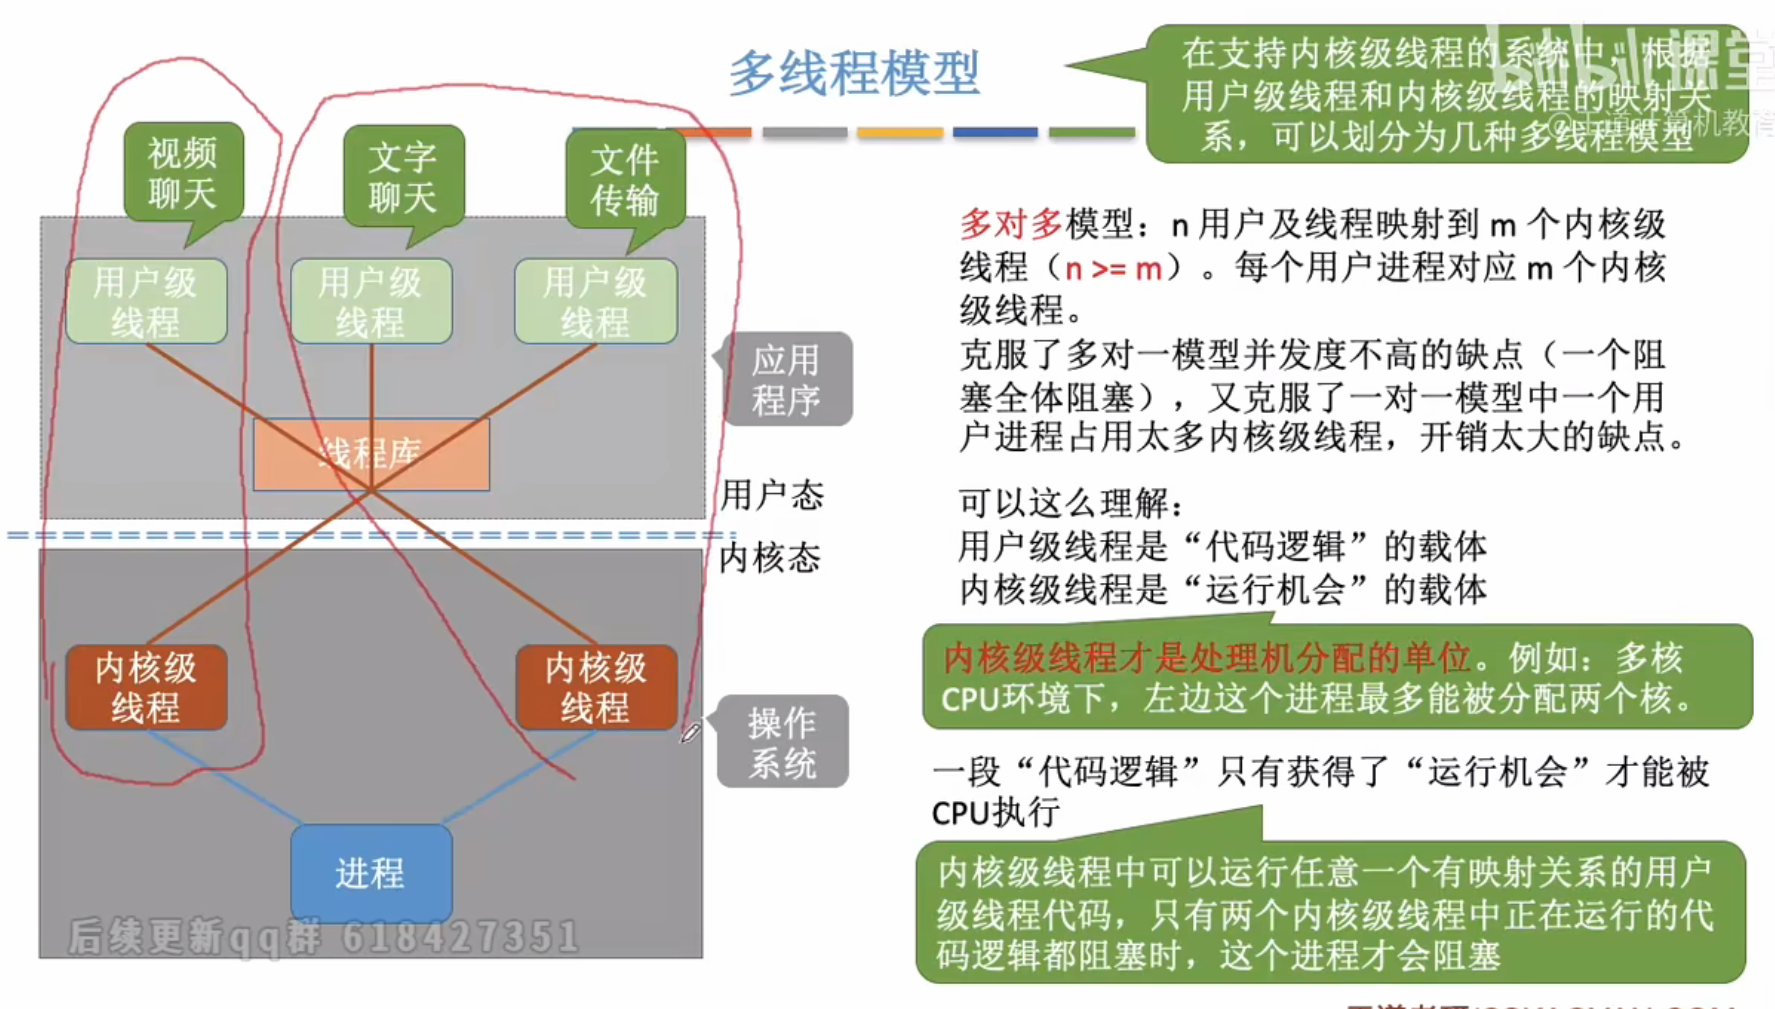 多线程模型
在支持内核级线程的系统中，根据
用户级线程和内核级线程的映射关
系，可以划分为几种多线程模型
bilibili课堂
视频
聊天
文字
聊天
文件
传输
用户级
线程
用户级
线程
用户级
线程
应用
程序
线程库
用户态
内核态
内核级
线程
内核级
线程
操作
系统
进程
后续更新qq群 618427351
多对多模型：n 用户及线程映射到 m 个内核级
线程（n >= m）。每个用户进程对应 m 个内核
级线程。
克服了多对一模型并发度不高的缺点（一个阻
塞全体阻塞），又克服了一对一模型中一个用
户进程占用太多内核级线程，开销太大的缺点。
可以这么理解：
用户级线程是“代码逻辑”的载体
内核级线程是“运行机会”的载体
内核级线程才是处理机分配的单位。例如：多核
CPU环境下，左边这个进程最多能被分配两个核。
一段“代码逻辑”只有获得了“运行机会”才能被
CPU执行
内核级线程中可以运行任意一个有映射关系的用户
级线程代码，只有两个内核级线程中正在运行的代
码逻辑都阻塞时，这个进程才会阻塞